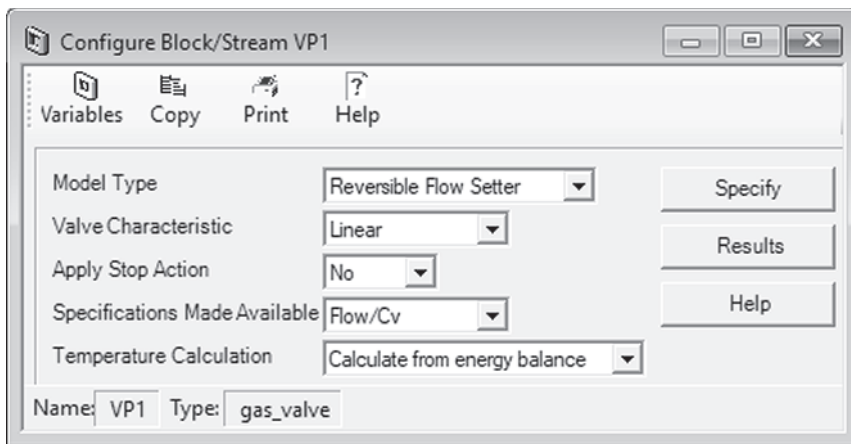 Configure Block/Stream VP1
Variables Copy Print Help
Model Type Reversible Flow Setter Specify
Valve Characteristic Linear
Results
Apply Stop Action No
Specifications Made Available Flow/Cv Help
Temperature Calculation Calculate from energy balance
Name: VP1 Type: gas_valve